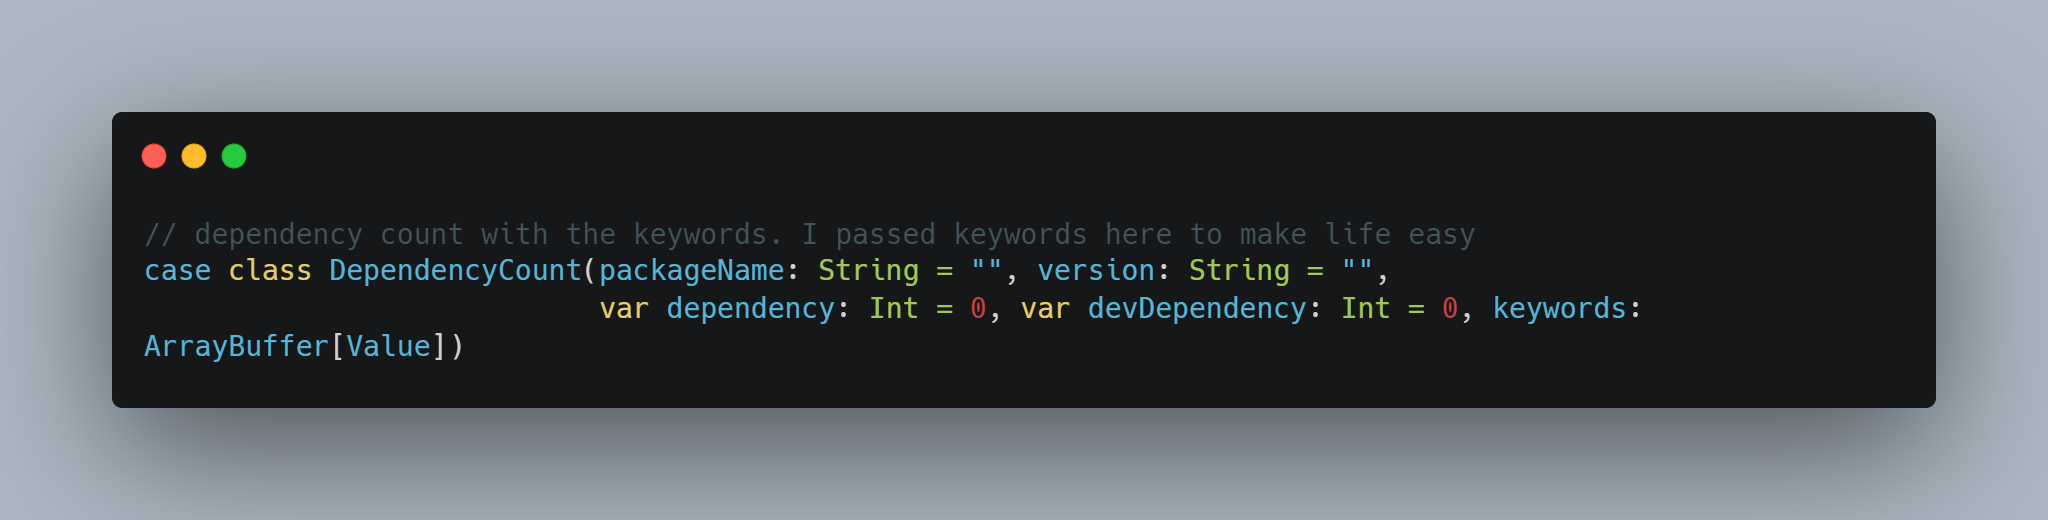 // dependency count with the keywords. I passed keywords here to make life easy
case class DependencyCount(packageName: String = "", version: String = "",
                           var dependency: Int = 0, var devDependency: Int = 0, keywords:
ArrayBuffer[Value])